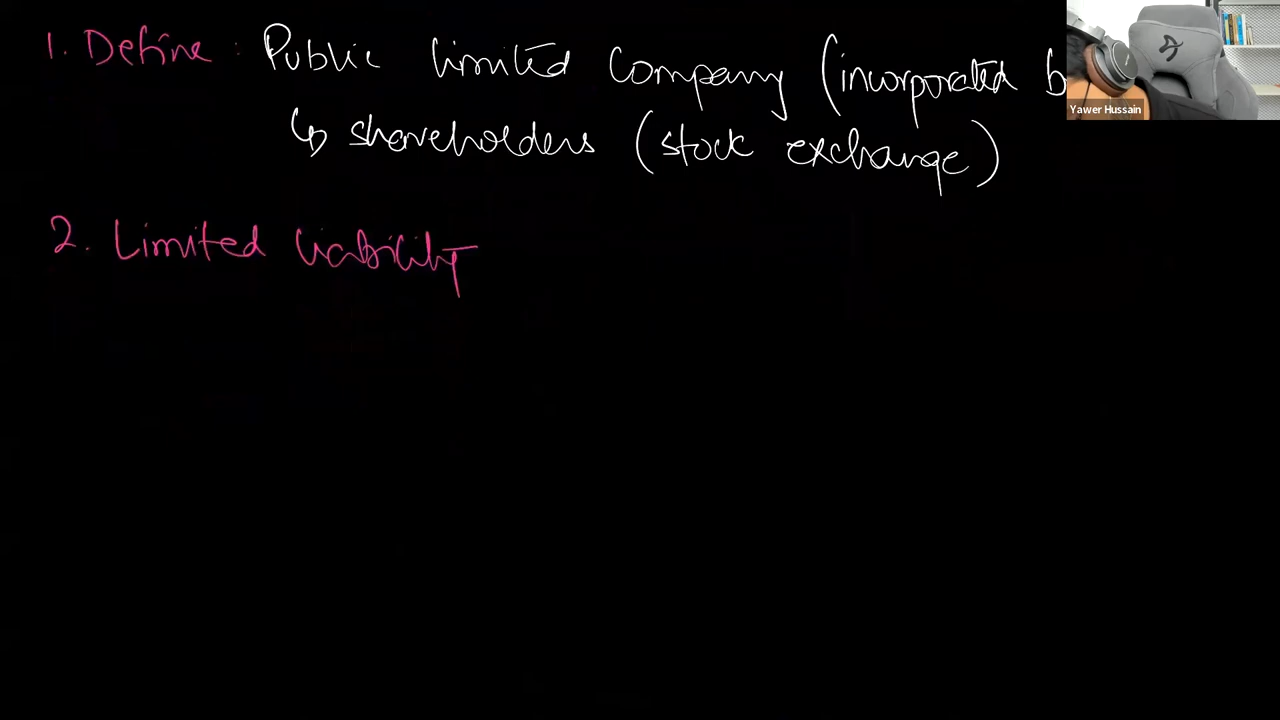 1. Define : Public limited company (incorporated b
Yawer Hussain
↳ shareholders (stock exchange)
2. Limited liability